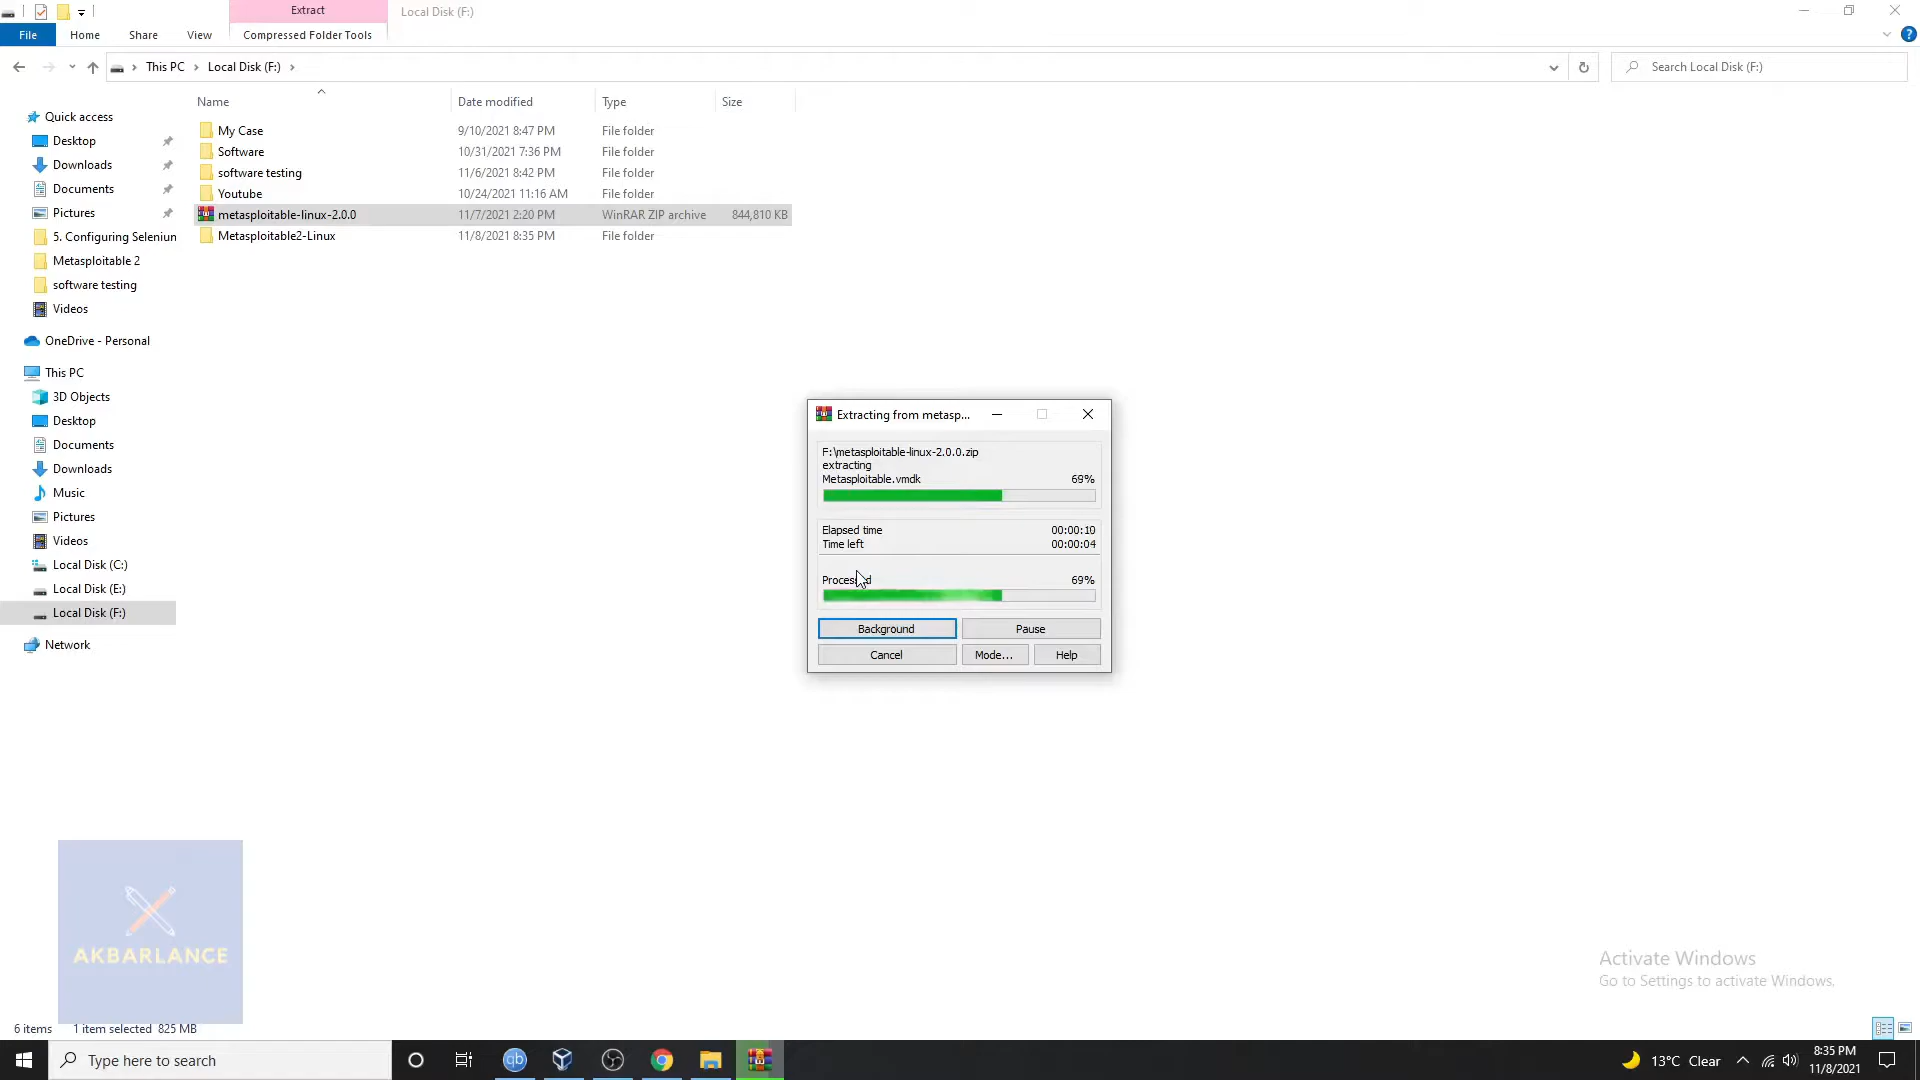 Extract
Local Disk (F:)
File
Home
Share
View
Compressed Folder Tools
This PC
Local Disk (F:)
Search Local Disk (F:)
Name
Date modified
Type
Size
My Case
9/10/2021 8:47 PM
File folder
Software
10/31/2021 7:36 PM
File folder
software testing
11/6/2021 8:42 PM
File folder
Youtube
10/24/2021 11:16 AM
File folder
metasploitable-linux-2.0.0
11/7/2021 2:20 PM
WinRAR ZIP archive
844,810 KB
Metasploitable2-Linux
11/8/2021 8:35 PM
File folder
Quick access
Desktop
Downloads
Documents
Pictures
5. Configuring Seleniun
Metasploitable 2
software testing
Videos
OneDrive - Personal
This PC
3D Objects
Desktop
Documents
Downloads
Music
Pictures
Videos
Local Disk (C:)
Local Disk (E:)
Local Disk (F:)
Network
Extracting from metasp...
F:\metasploitable-linux-2.0.0.zip
extracting
Metasploitable.vmdk 69%
Elapsed time 00:00:10
Time left 00:00:04
Processed 69%
Background
Pause
Cancel
Mode...
Help
AKBARLANCE
Activate Windows
Go to Settings to activate Windows.
6 items 1 item selected 825 MB
Type here to search
qb
13°C Clear
8:35 PM
11/8/2021